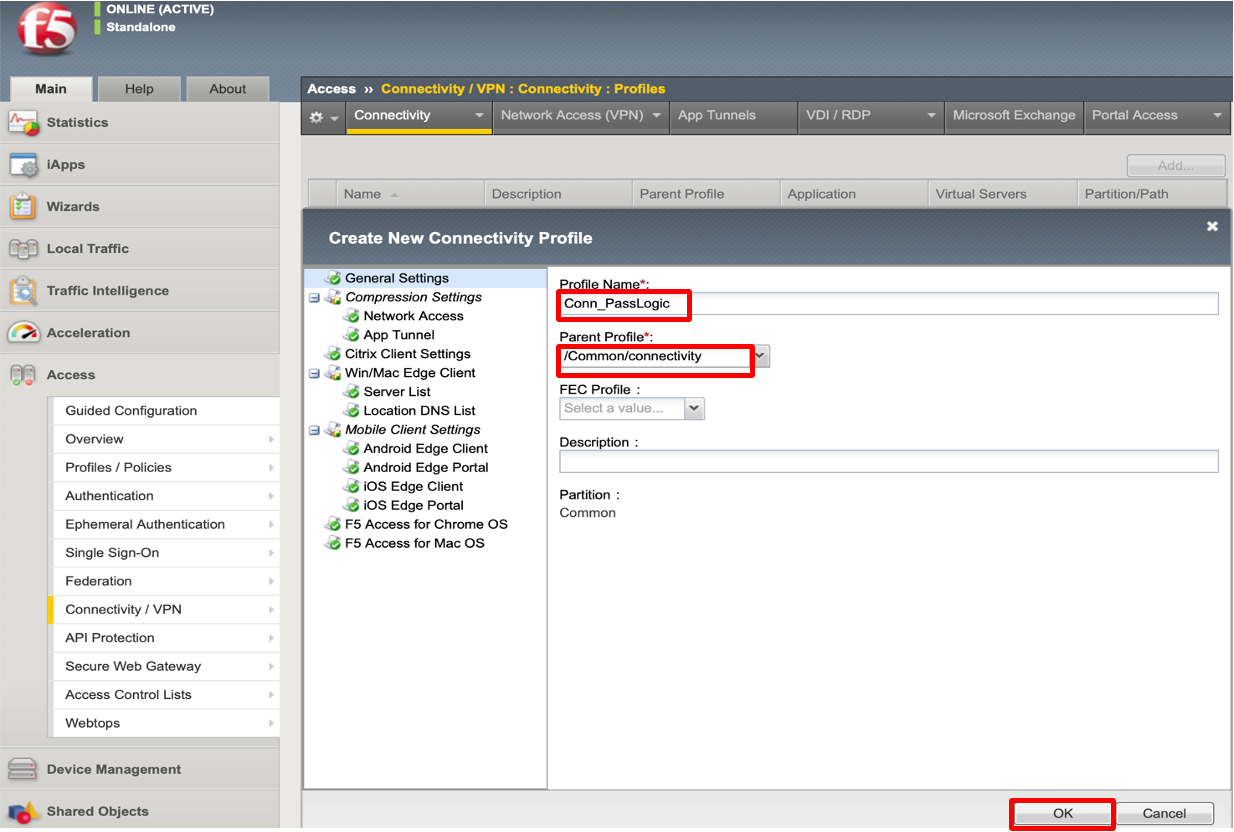 f5
ONLINE (ACTIVE)
Standalone
Main
Help
About
Statistics
iApps
Wizards
Local Traffic
Traffic Intelligence
Acceleration
Access
Guided Configuration
Overview
Profiles / Policies
Authentication
Ephemeral Authentication
Single Sign-On
Federation
Connectivity / VPN
API Protection
Secure Web Gateway
Access Control Lists
Webtops
Device Management
Shared Objects
Access ›› Connectivity / VPN : Connectivity : Profiles
Connectivity
Network Access (VPN)
App Tunnels
VDI / RDP
Microsoft Exchange
Portal Access
Add...
Name
Description
Parent Profile
Application
Virtual Servers
Partition/Path
Create New Connectivity Profile
General Settings
Compression Settings
Network Access
App Tunnel
Citrix Client Settings
Win/Mac Edge Client
Server List
Location DNS List
Mobile Client Settings
Android Edge Client
Android Edge Portal
iOS Edge Client
iOS Edge Portal
F5 Access for Chrome OS
F5 Access for Mac OS
Profile Name*:
Conn_PassLogic
Parent Profile*:
/Common/connectivity
FEC Profile :
Select a value...
Description :
Partition :
Common
OK
Cancel